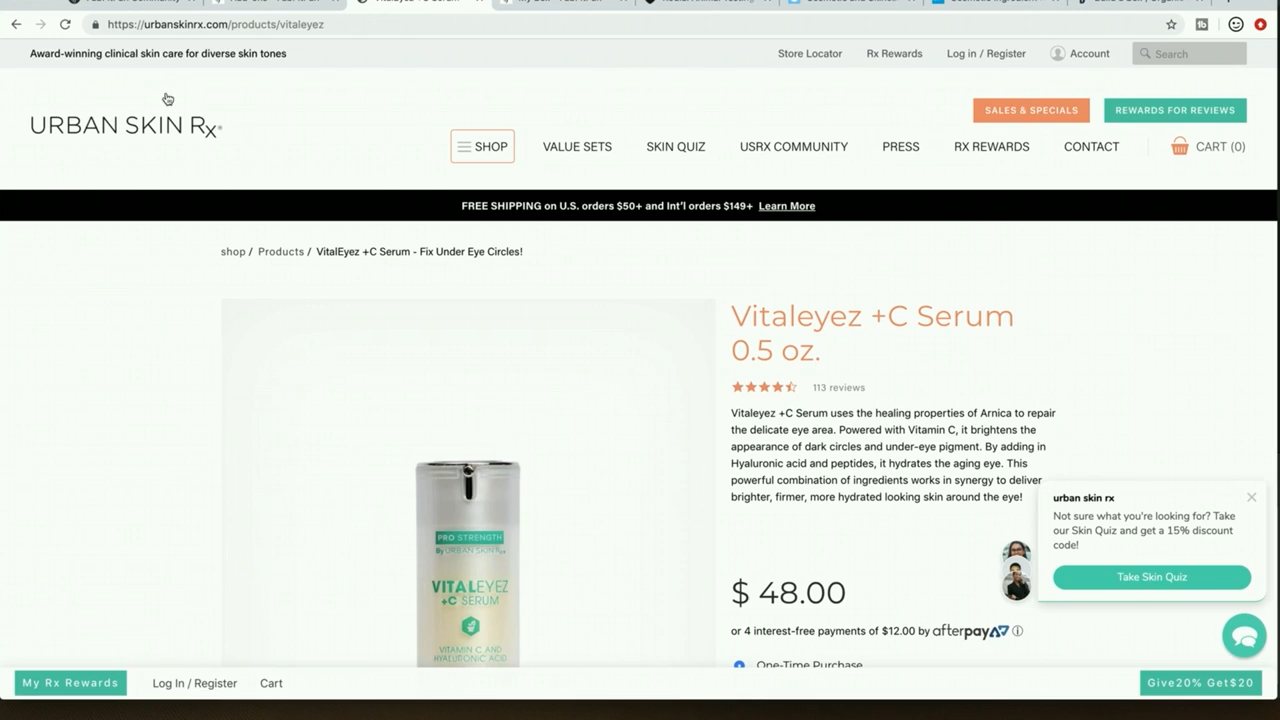 https://urbanskinrx.com/products/vitaleyez
Award-winning clinical skin care for diverse skin tones
Store Locator
Rx Rewards
Log in / Register
Account
Search
URBAN SKIN Rx®
SALES & SPECIALS
REWARDS FOR REVIEWS
SHOP
VALUE SETS
SKIN QUIZ
USRX COMMUNITY
PRESS
RX REWARDS
CONTACT
CART (0)
FREE SHIPPING on U.S. orders $50+ and Int'l orders $149+ Learn More
shop / Products / VitalEyez +C Serum - Fix Under Eye Circles!
Vitaleyez +C Serum
0.5 oz.
113 reviews
Vitaleyez +C Serum uses the healing properties of Arnica to repair
the delicate eye area. Powered with Vitamin C, it brightens the
appearance of dark circles and under-eye pigment. By adding in
Hyaluronic acid and peptides, it hydrates the aging eye. This
powerful combination of ingredients works in synergy to deliver
brighter, firmer, more hydrated looking skin around the eye!
urban skin rx
Not sure what you're looking for? Take
our Skin Quiz and get a 15% discount
code!
Take Skin Quiz
PRO STRENGTH
By URBAN SKIN Rx
VITALEYEZ
+C SERUM
VITAMIN C AND
HYALURONIC ACID
$ 48.00
or 4 interest-free payments of $12.00 by afterpay
One-Time Purchase
My Rx Rewards
Log In / Register
Cart
Give20% Get$20